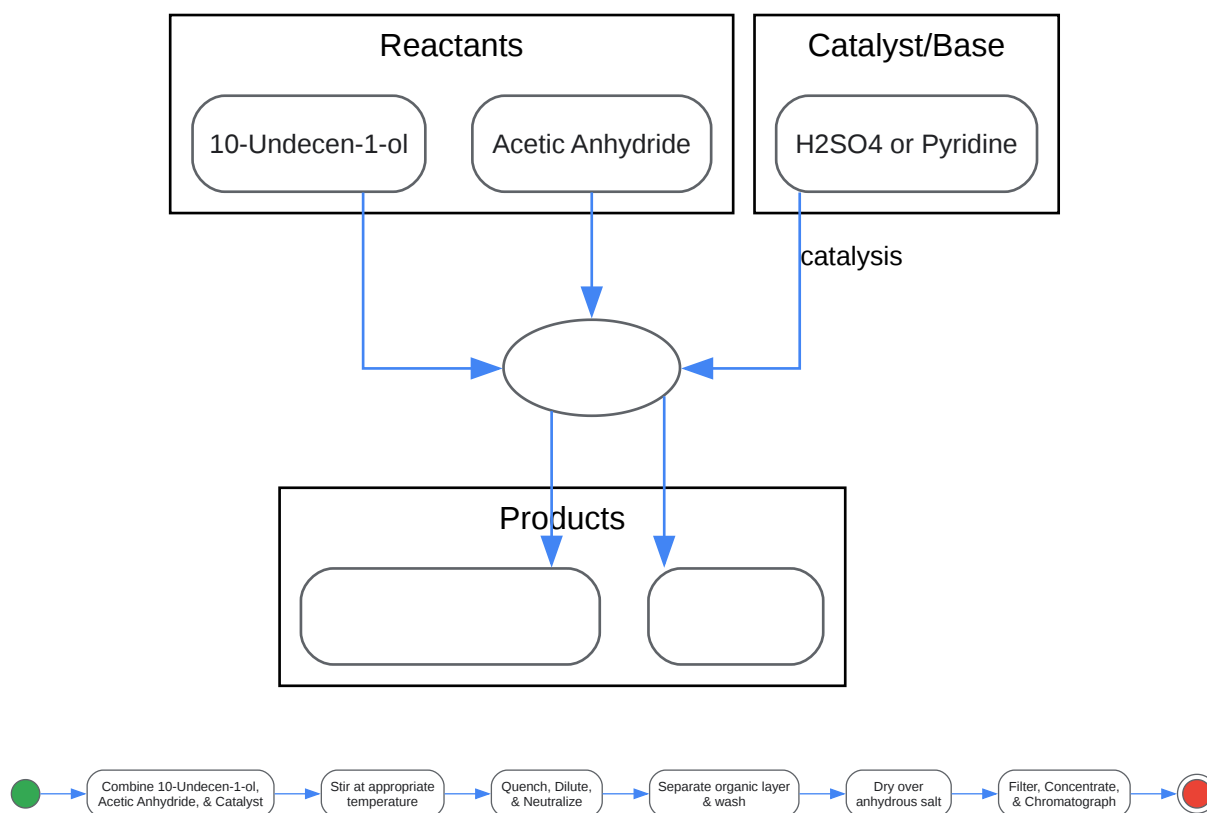 Reactants
Catalyst/Base
10-Undecen-1-ol
Acetic Anhydride
H2SO4 or Pyridine
catalysis
Products
Combine 10-Undecen-1-ol,
Acetic Anhydride, & Catalyst
Stir at appropriate
temperature
Quench, Dilute,
& Neutralize
Separate organic layer
& wash
Dry over
anhydrous salt
Filter, Concentrate,
& Chromatograph